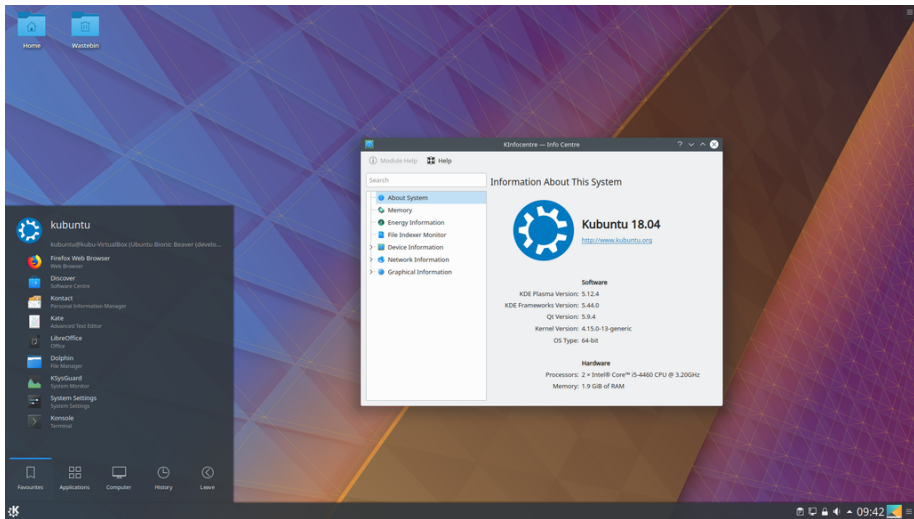 Home
Wastebin
KInfocentre — Info Centre
Module Help
Help
Search
About System
Memory
Energy Information
File Indexer Monitor
Device Information
Network Information
Graphical Information
Information About This System
Kubuntu 18.04
http://www.kubuntu.org
Software
KDE Plasma Version: 5.12.4
KDE Frameworks Version: 5.44.0
Qt Version: 5.9.4
Kernel Version: 4.15.0-13-generic
OS Type: 64-bit
Hardware
Processors: 2 × Intel® Core™ i5-4460 CPU @ 3.20GHz
Memory: 1.9 GiB of RAM
kubuntu
kubuntu@kubu-VirtualBox (Ubuntu Bionic Beaver (develo...
Firefox Web Browser
Web Browser
Discover
Software Centre
Kontact
Personal Information Manager
Kate
Advanced Text Editor
LibreOffice
Office
Dolphin
File Manager
KSysGuard
System Monitor
System Settings
System Settings
Konsole
Terminal
Favourites
Applications
Computer
History
Leave
09:42